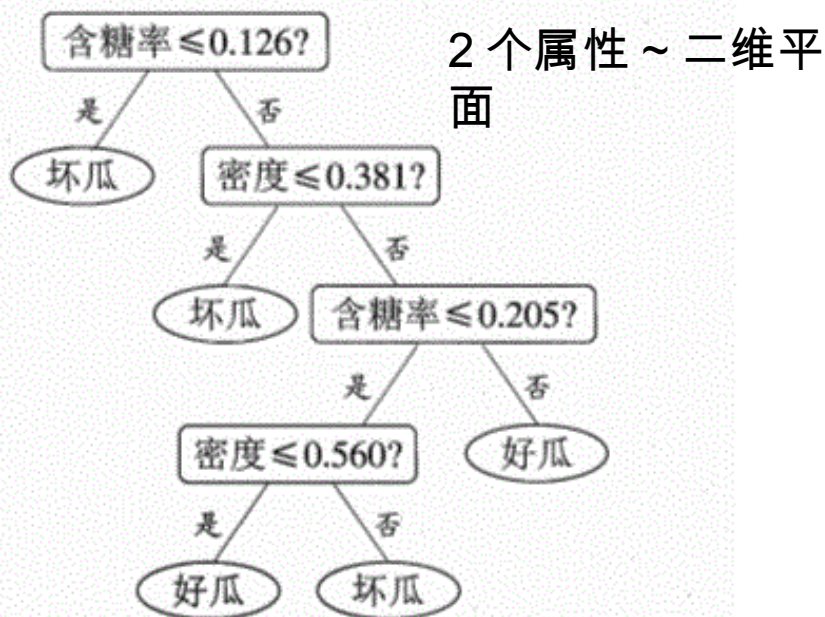 含糖率≤0.126?
2个属性~二维平
面
是 否
坏瓜 密度≤0.381?
是 否
坏瓜 含糖率≤0.205?
是 否
密度≤0.560? 好瓜
是 否
好瓜 坏瓜